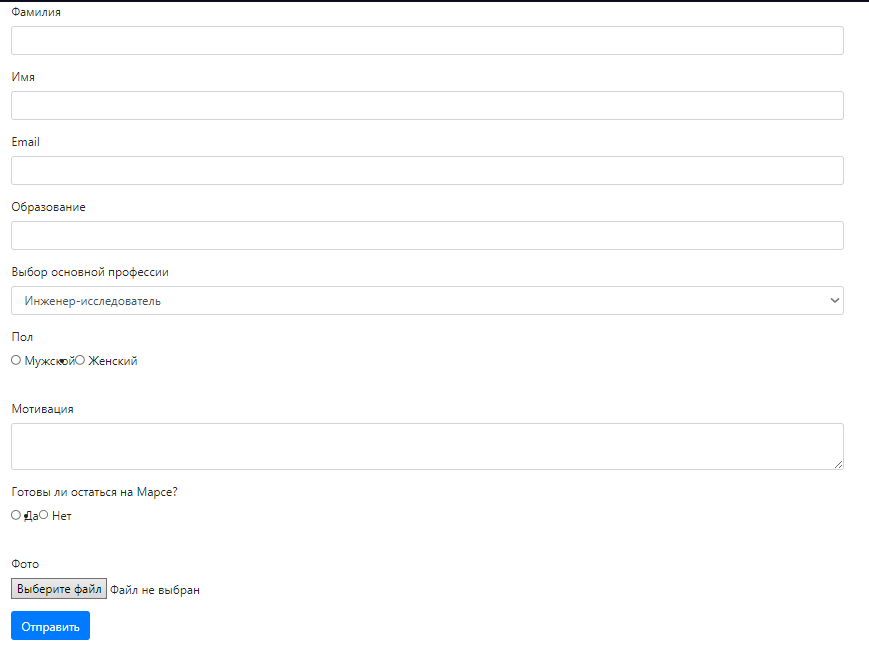 Фамилия
Имя
Email
Образование
Выбор основной профессии
Инженер-исследователь
Пол
Мужской Женский
Мотивация
Готовы ли остаться на Марсе?
Да Нет
Фото
Выберите файл Файл не выбран
Отправить